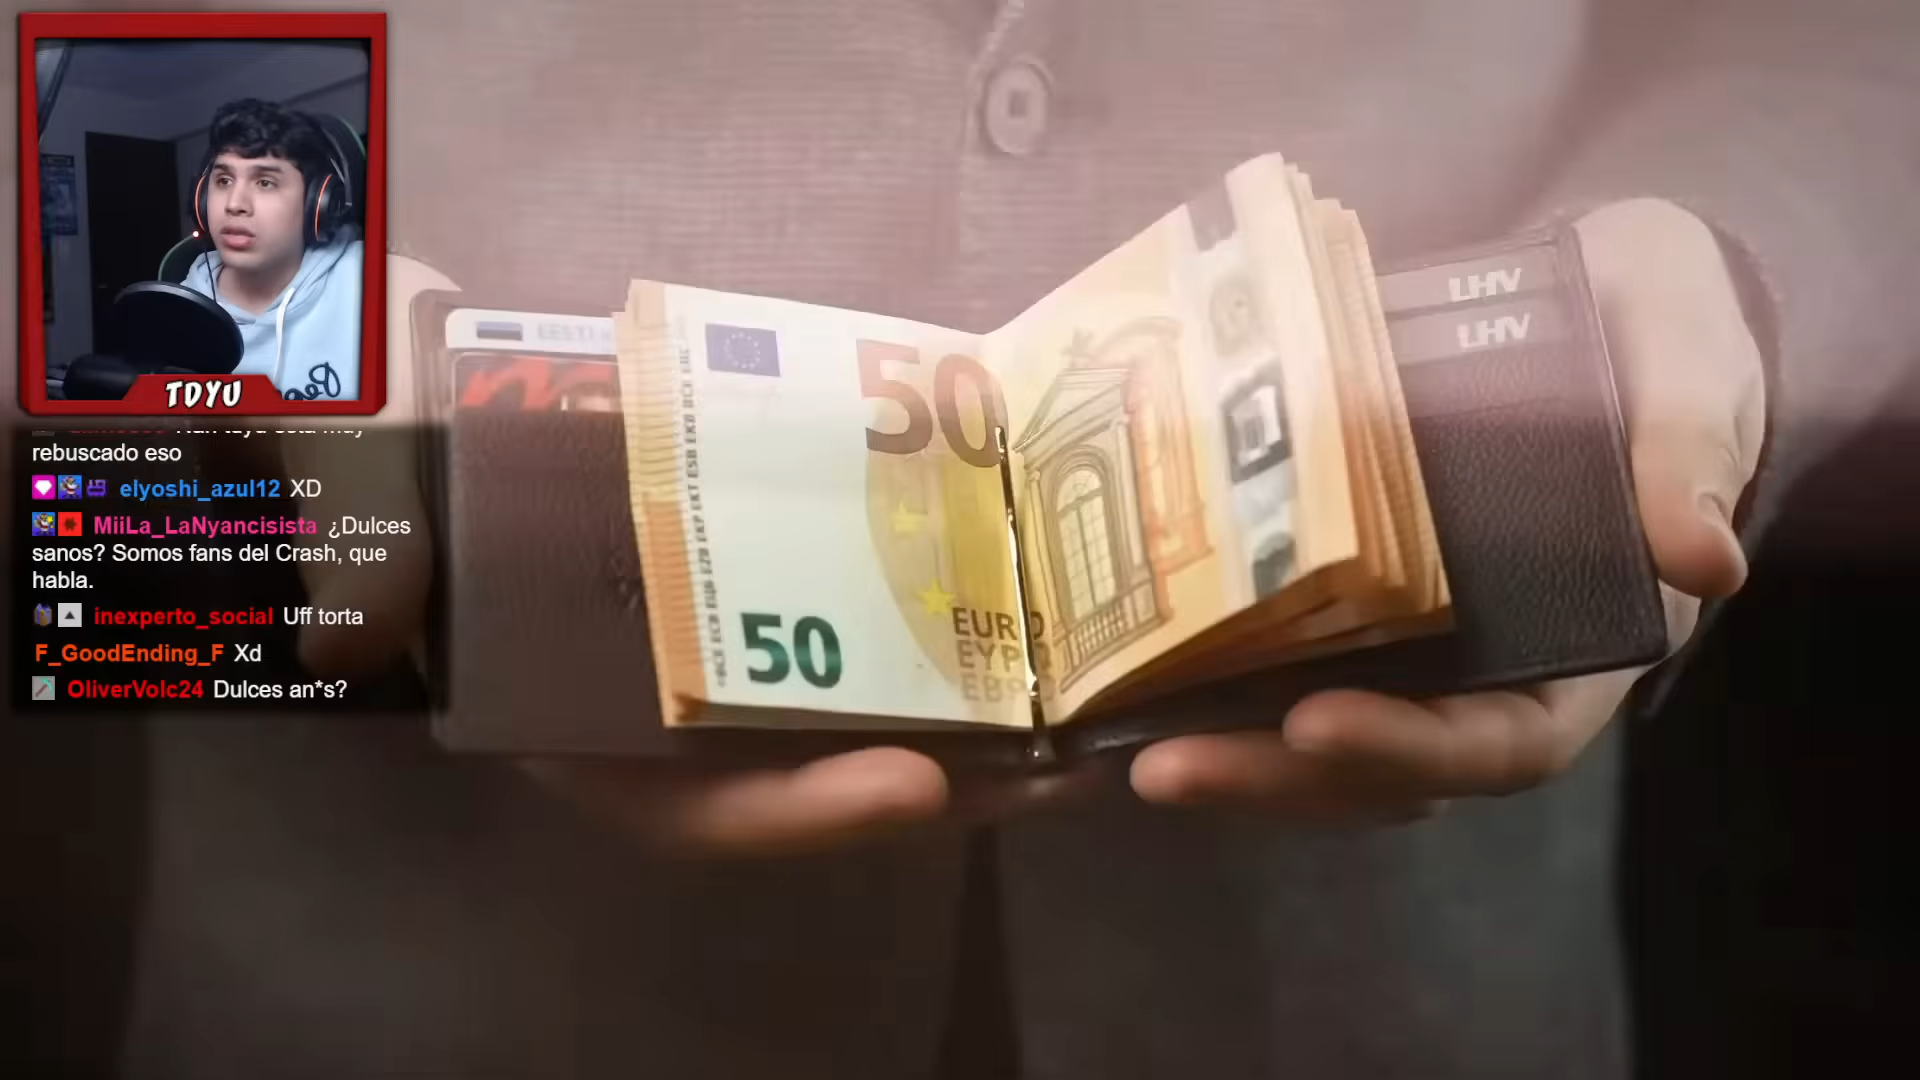 TDYU
rebuscado eso
elyoshi_azul12 XD
MiiLa_LaNyancisista ¿Dulces
sanos? Somos fans del Crash, que
habla.
inexperto_social Uff torta
F_GoodEnding_F Xd
OliverVolc24 Dulces an*s?
EESTI
50
50
EURO
LHV
LHV